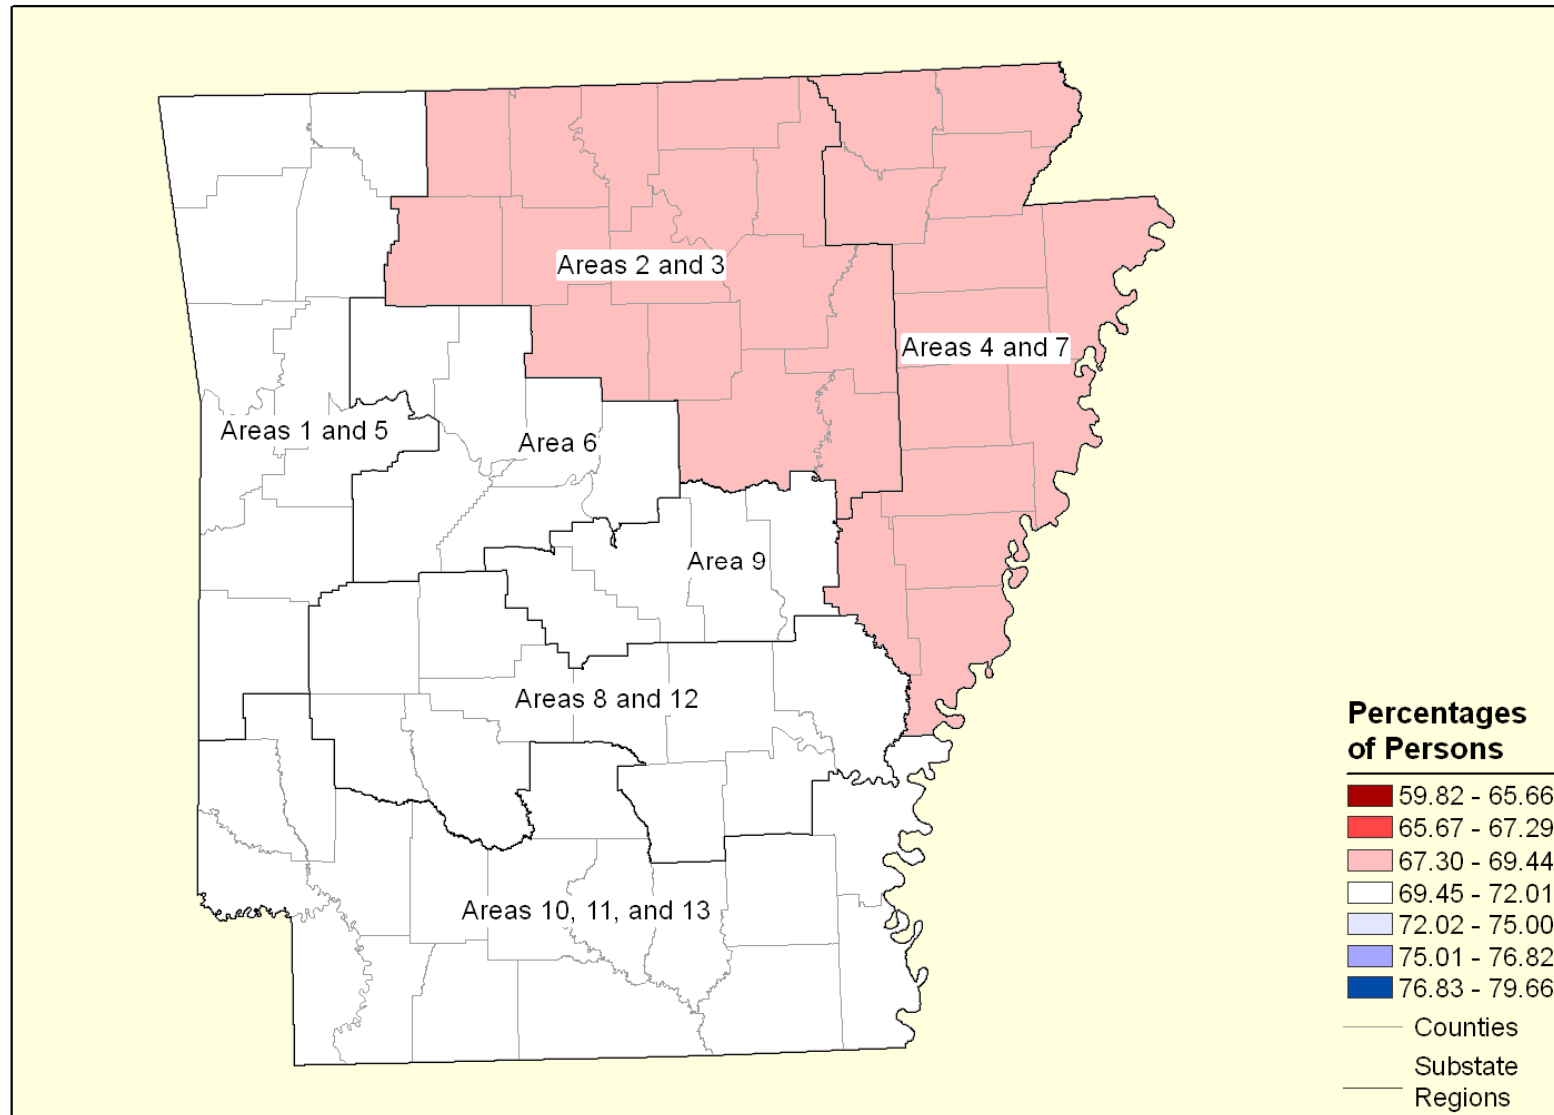 Areas 2 and 3
Areas 4 and 7
Areas 1 and 5
Area 6
Area 9
Areas 8 and 12
Areas 10, 11, and 13
Percentages
of Persons
59.82 - 65.66
65.67 - 67.29
67.30 - 69.44
69.45 - 72.01
72.02 - 75.00
75.01 - 76.82
76.83 - 79.66
Counties
Substate
Regions